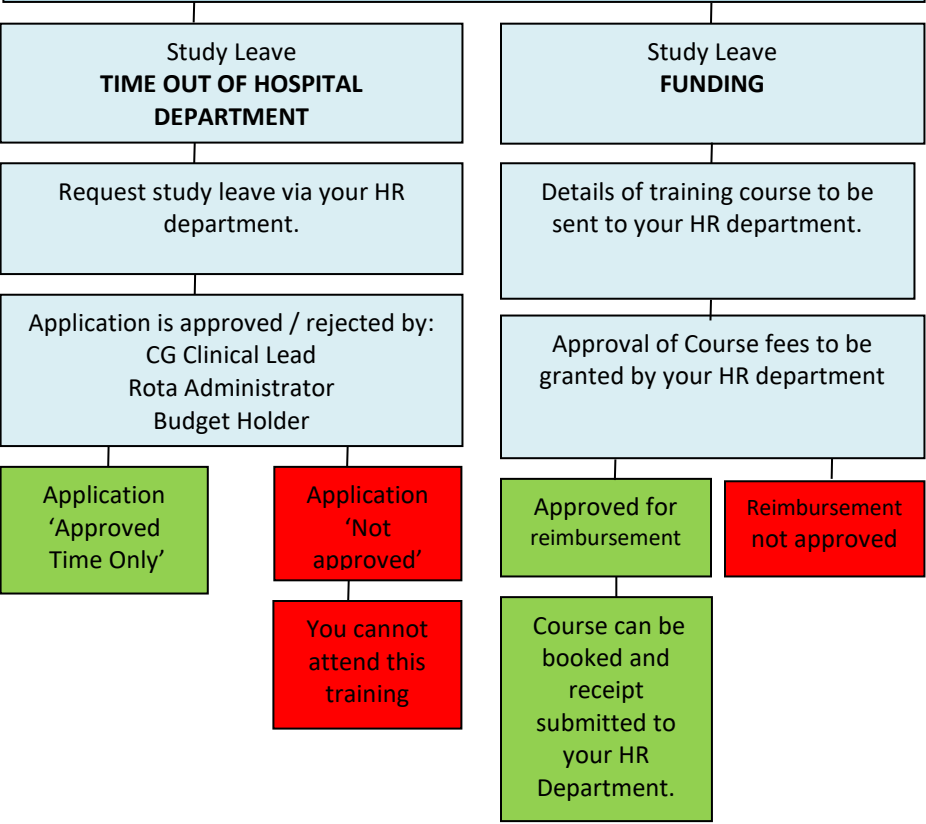 Study Leave
TIME OUT OF HOSPITAL
DEPARTMENT
Request study leave via your HR
department.
Application is approved / rejected by:
CG Clinical Lead
Rota Administrator
Budget Holder
Application
‘Approved
Time Only’
Application
‘Not
approved’
You cannot
attend this
training
Study Leave
FUNDING
Details of training course to be
sent to your HR department.
Approval of Course fees to be
granted by your HR department
Approved for
reimbursement
Reimbursement
not approved
Course can be
booked and
receipt
submitted to
your HR
Department.